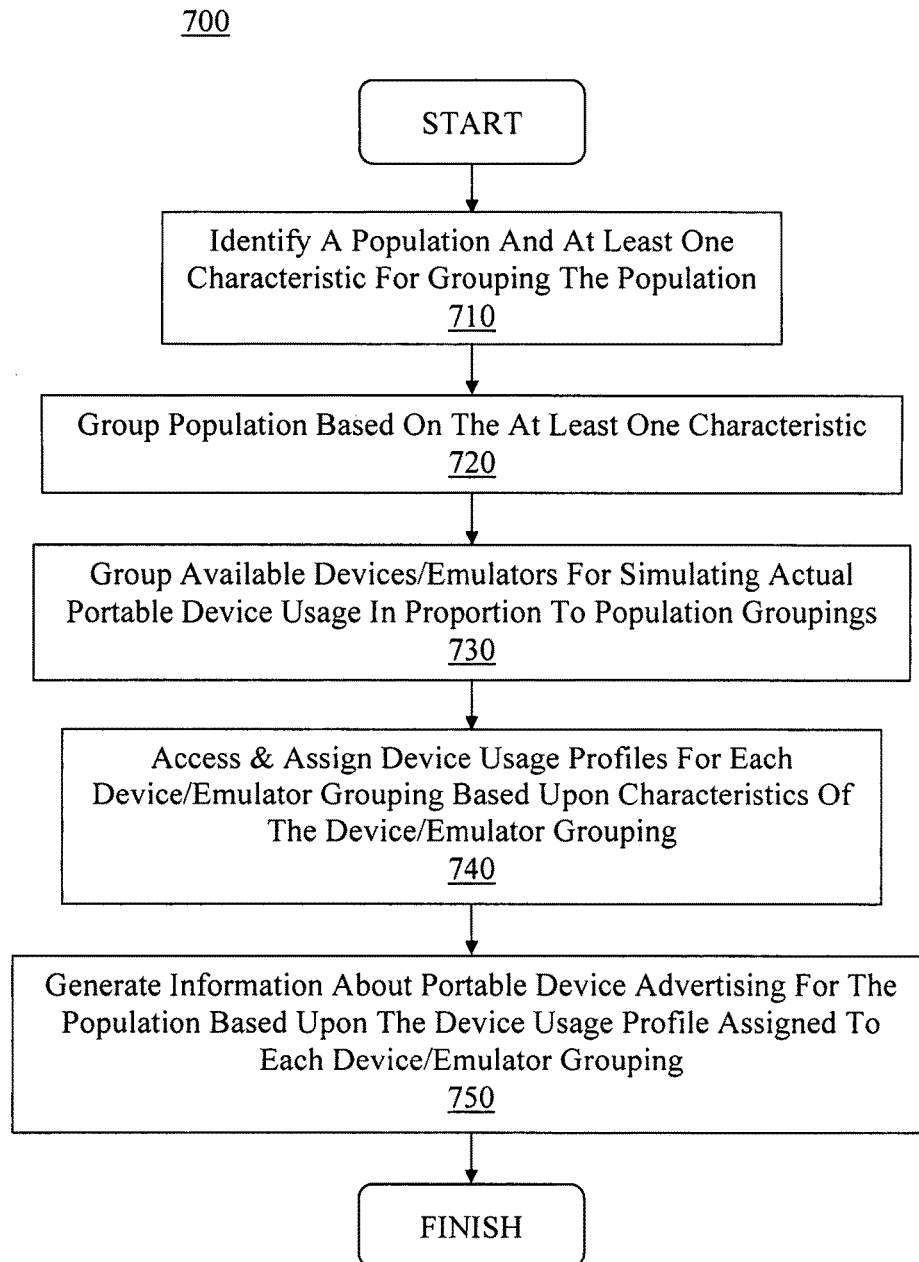 700
START
Identify A Population And At Least One
Characteristic For Grouping The Population
710
Group Population Based On The At Least One Characteristic
720
Group Available Devices/Emulators For Simulating Actual
Portable Device Usage In Proportion To Population Groupings
730
Access & Assign Device Usage Profiles For Each
Device/Emulator Grouping Based Upon Characteristics Of
The Device/Emulator Grouping
740
Generate Information About Portable Device Advertising For The
Population Based Upon The Device Usage Profile Assigned To
Each Device/Emulator Grouping
750
FINISH